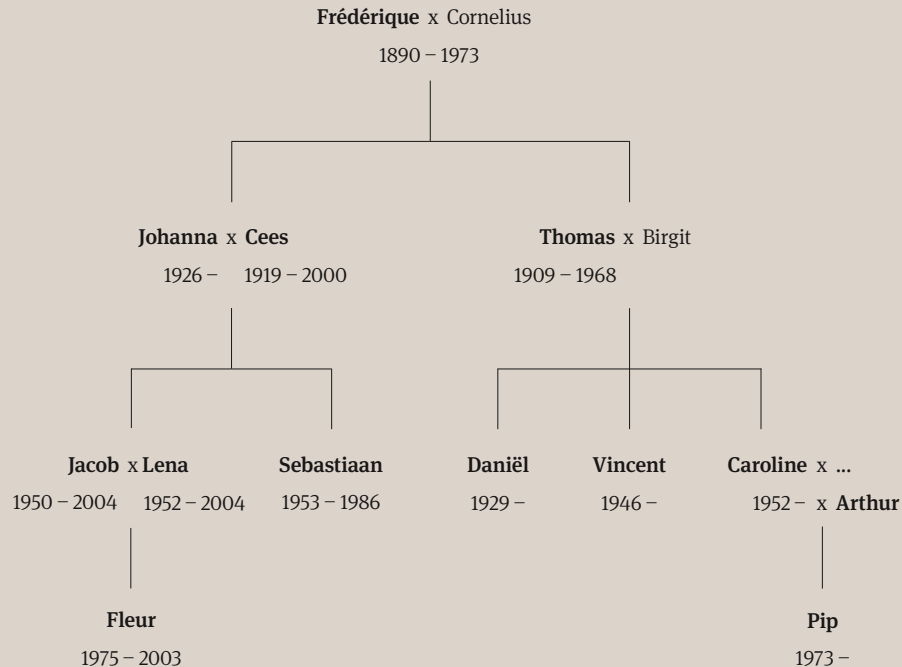 Frédérique x Cornelius
1890 – 1973
Johanna x Cees
1926 – 1919 – 2000
Thomas x Birgit
1909 – 1968
Jacob x Lena
1950 – 2004 1952 – 2004
Sebastiaan
1953 – 1986
Daniël
1929 –
Vincent
1946 –
Caroline x ...
1952 – x Arthur
Fleur
1975 – 2003
Pip
1973 –